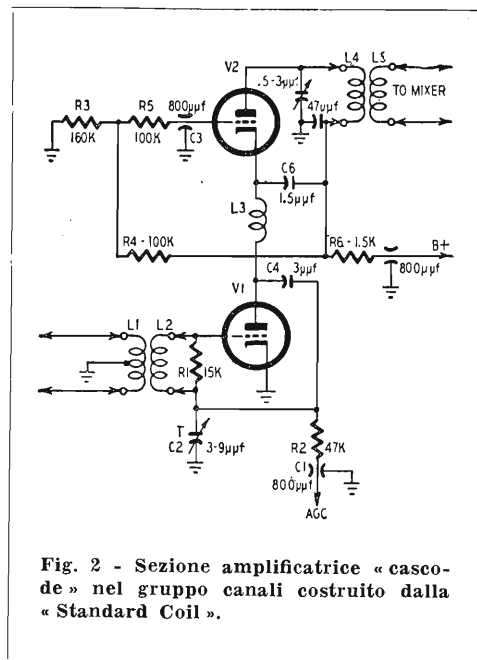 V2
.5-3µµf
L4
L5
TO MIXER
R3
160K
R5
100K
800µµf
C3
47µµf
C6
1.5µµf
L3
R4-100K
R6-1.5K
B+
800µµf
C4
3µµf
V1
L1
L2
R1
15K
T
C2
3-9µµf
R2
47K
C1
800µµf
AGC
Fig. 2 - Sezione amplificatrice « casco-
de » nel gruppo canali costruito dalla
« Standard Coil ».